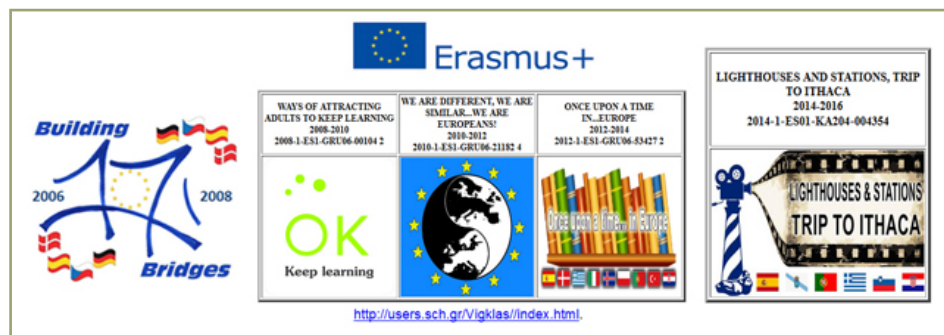 Erasmus+
Building
2006
2008
Bridges
WAYS OF ATTRACTING
ADULTS TO KEEP LEARNING
2008-2010
2008-1-ES1-GRU06-00104 2
OK
Keep learning
WE ARE DIFFERENT, WE ARE
SIMILAR...WE ARE
EUROPEANS!
2010-2012
2010-1-ES1-GRU06-21182 4
ONCE UPON A TIME
IN...EUROPE
2012-2014
2012-1-ES1-GRU06-53427 2
Once upon a time... in Europe
LIGHTHOUSES AND STATIONS, TRIP
TO ITHACA
2014-2016
2014-1-ES01-KA204-004354
LIGHTHOUSES & STATIONS
TRIP TO ITHACA
http://users.sch.gr/Vigklas//index.html.